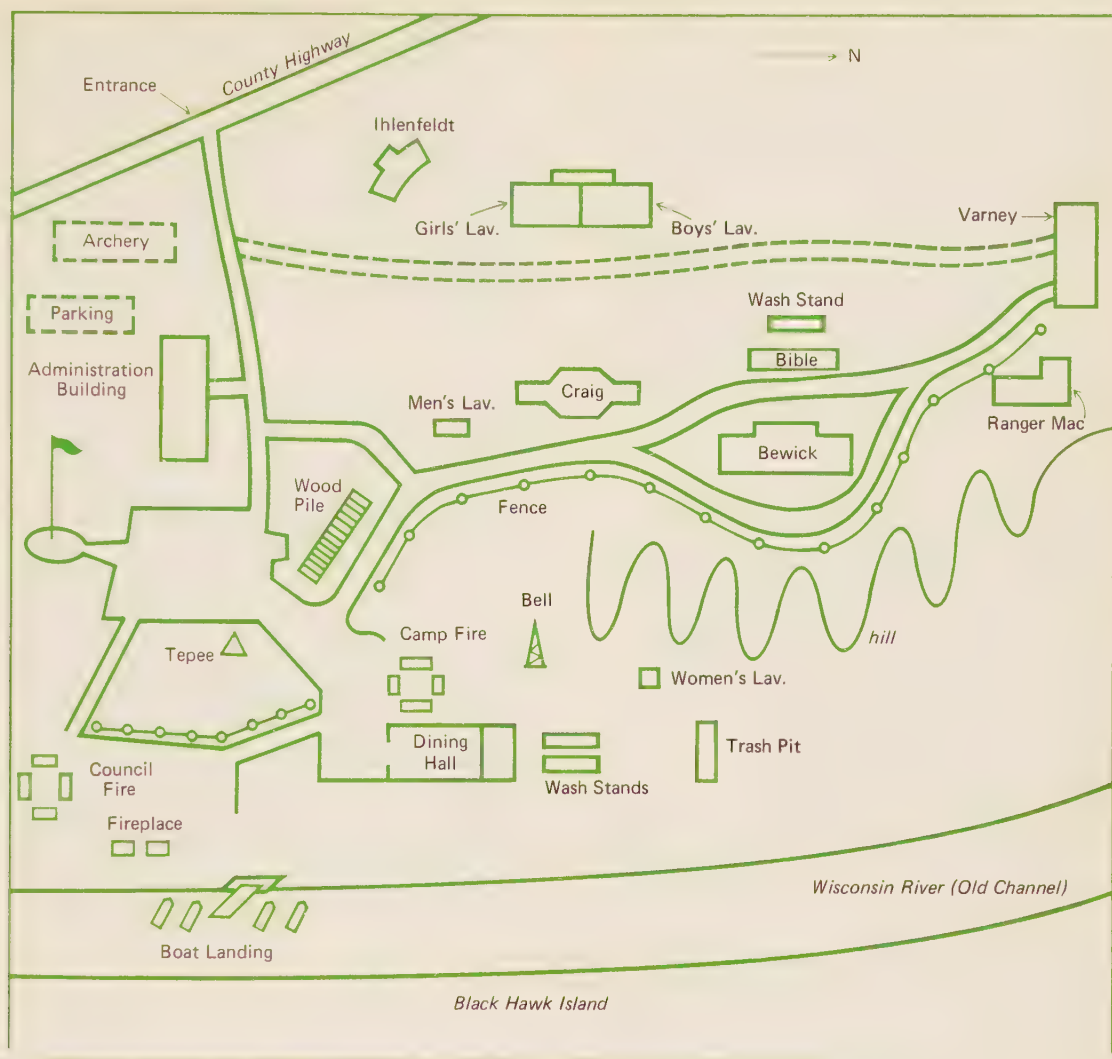 N
County Highway
Entrance
Ihlenfeldt
Girls' Lav.
Boys' Lav.
Varney
Archery
Parking
Wash Stand
Bible
Administration
Building
Men's Lav.
Craig
Ranger Mac
Bewick
Wood
Pile
Fence
Bell
Camp Fire
hill
Tepee
Women's Lav.
Dining
Hall
Trash Pit
Council
Fire
Wash Stands
Fireplace
Wisconsin River (Old Channel)
Boat Landing
Black Hawk Island